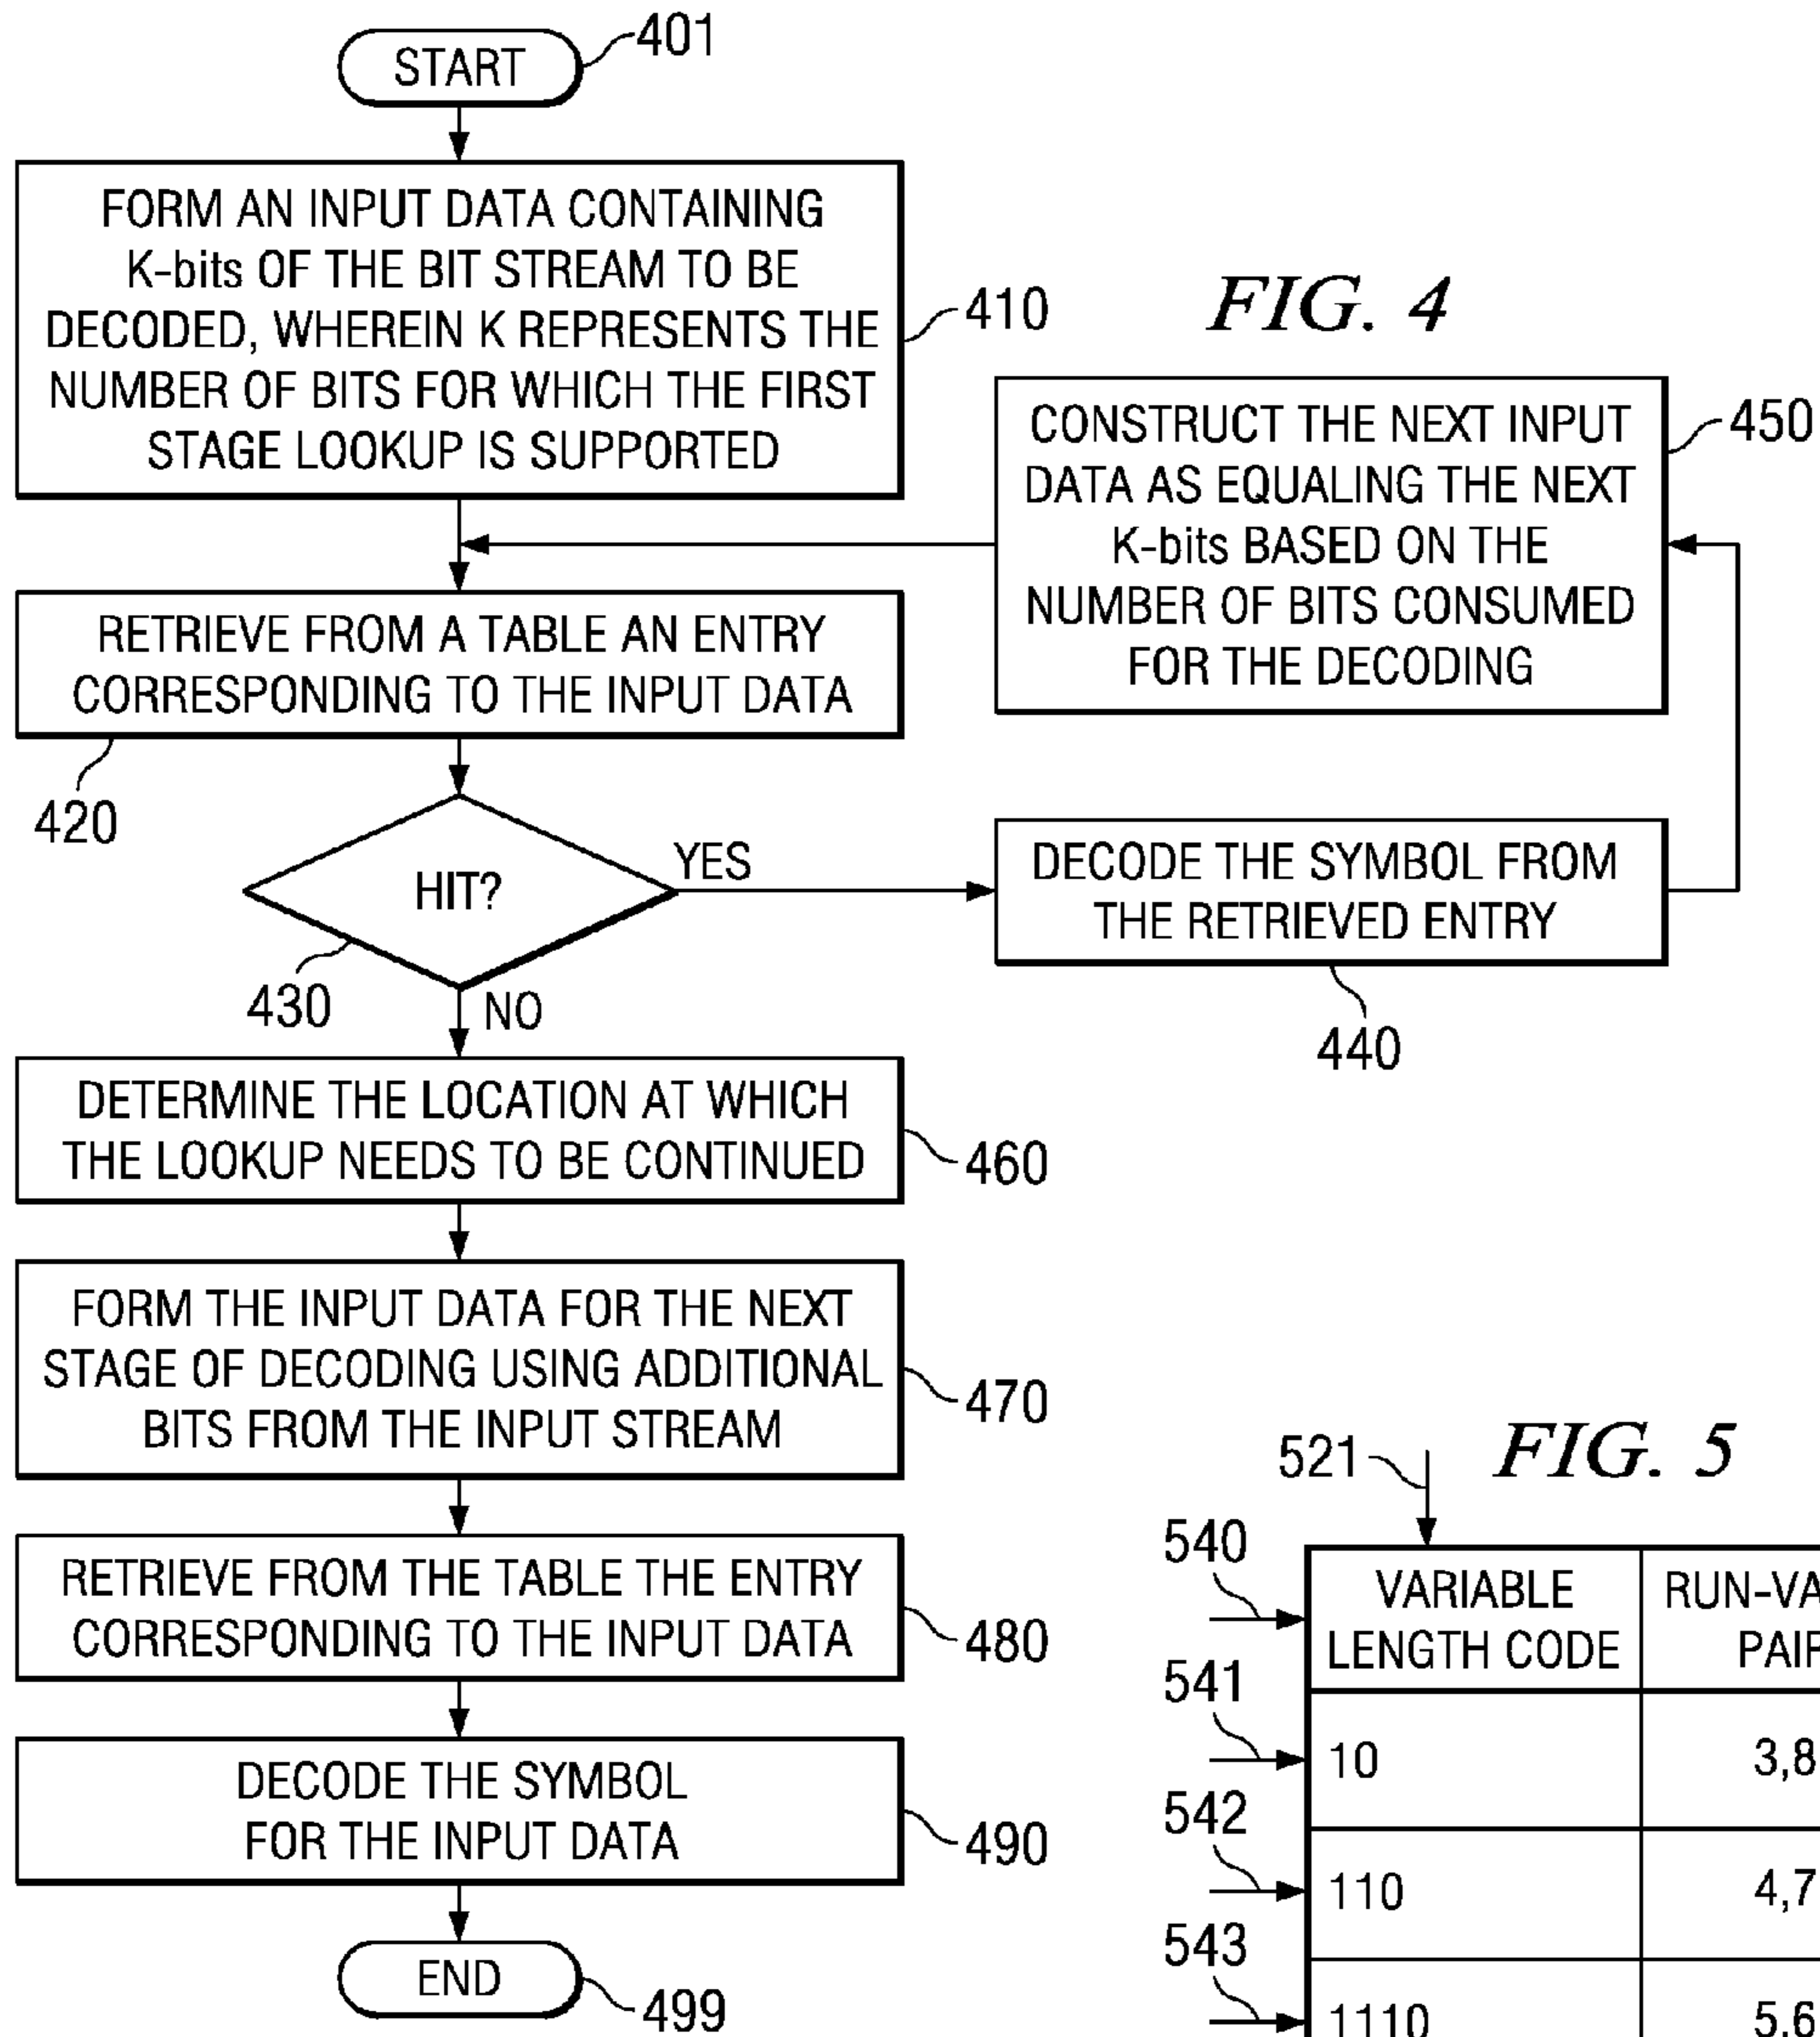 START
401
FORM AN INPUT DATA CONTAINING
K-bits OF THE BIT STREAM TO BE
DECODED, WHEREIN K REPRESENTS THE
NUMBER OF BITS FOR WHICH THE FIRST
STAGE LOOKUP IS SUPPORTED
410
FIG. 4
CONSTRUCT THE NEXT INPUT
DATA AS EQUALING THE NEXT
K-bits BASED ON THE
NUMBER OF BITS CONSUMED
FOR THE DECODING
450
RETRIEVE FROM A TABLE AN ENTRY
CORRESPONDING TO THE INPUT DATA
420
HIT?
YES
430
NO
DECODE THE SYMBOL FROM
THE RETRIEVED ENTRY
440
DETERMINE THE LOCATION AT WHICH
THE LOOKUP NEEDS TO BE CONTINUED
460
FORM THE INPUT DATA FOR THE NEXT
STAGE OF DECODING USING ADDITIONAL
BITS FROM THE INPUT STREAM
470
RETRIEVE FROM THE TABLE THE ENTRY
CORRESPONDING TO THE INPUT DATA
480
DECODE THE SYMBOL
FOR THE INPUT DATA
490
END
499
521
FIG. 5
540
VARIABLE
LENGTH CODE
541
10
3,8
542
110
4,7
543
1110
5,6